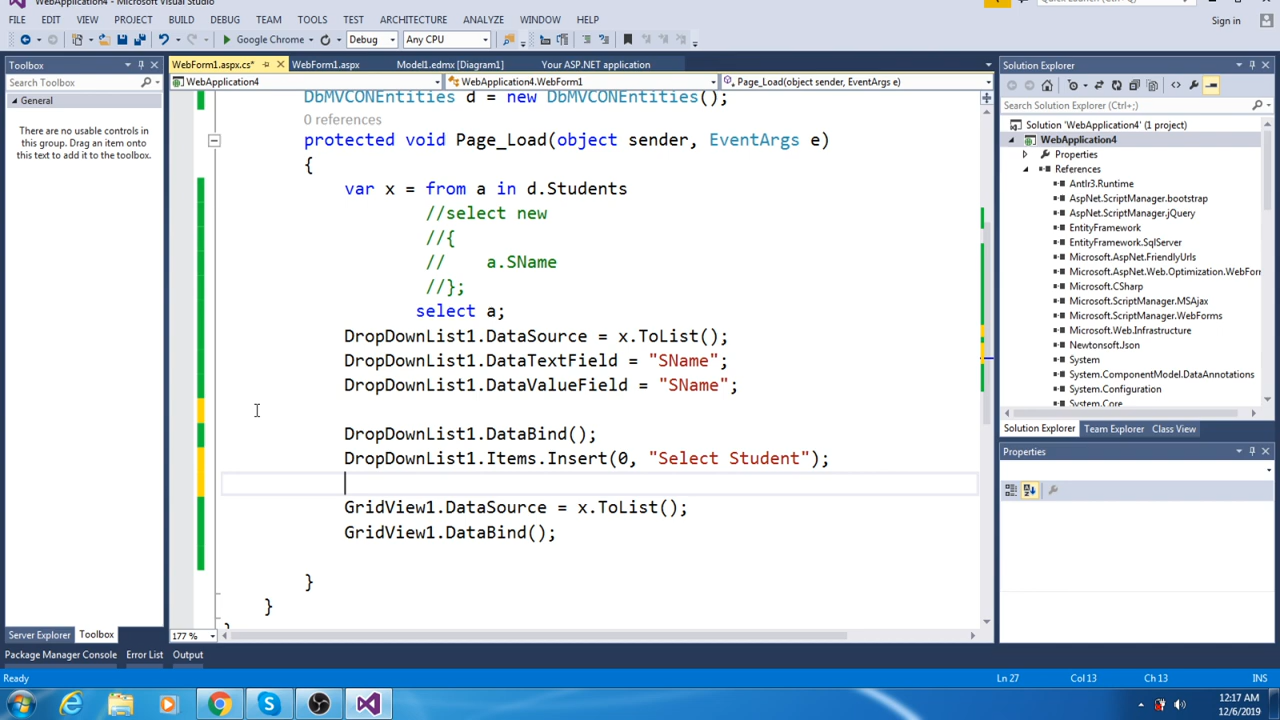 WebApplication4 - Microsoft Visual Studio
FILE EDIT VIEW PROJECT BUILD DEBUG TEAM TOOLS TEST ARCHITECTURE ANALYZE WINDOW HELP
Sign in
Google Chrome Debug Any CPU
Toolbox
Search Toolbox
General
There are no usable controls in
this group. Drag an item onto
this text to add it to the toolbox.
Server Explorer Toolbox
WebForm1.aspx.cs* WebForm1.aspx Model1.edmx [Diagram1] Your ASP.NET application
WebApplication4 WebApplication4.WebForm1 Page_Load(object sender, EventArgs e)
DbMVCONEntities d = new DbMVCONEntities();
0 references
protected void Page_Load(object sender, EventArgs e)
{
var x = from a in d.Students
//select new
//{
// a.SName
//};
select a;
DropDownList1.DataSource = x.ToList();
DropDownList1.DataTextField = "SName";
DropDownList1.DataValueField = "SName";
DropDownList1.DataBind();
DropDownList1.Items.Insert(0, "Select Student");
GridView1.DataSource = x.ToList();
GridView1.DataBind();
}
}
177 %
Solution Explorer
Search Solution Explorer (Ctrl+;)
Solution 'WebApplication4' (1 project)
WebApplication4
Properties
References
Antlr3.Runtime
AspNet.ScriptManager.bootstrap
AspNet.ScriptManager.jQuery
EntityFramework
EntityFramework.SqlServer
Microsoft.AspNet.FriendlyUrls
Microsoft.AspNet.Web.Optimization.WebForm
Microsoft.CSharp
Microsoft.ScriptManager.MSAjax
Microsoft.ScriptManager.WebForms
Microsoft.Web.Infrastructure
Newtonsoft.Json
System
System.ComponentModel.DataAnnotations
System.Configuration
System.Core
Solution Explorer Team Explorer Class View
Properties
Package Manager Console Error List Output
Ready Ln 27 Col 13 Ch 13 INS
12:17 AM
12/6/2019